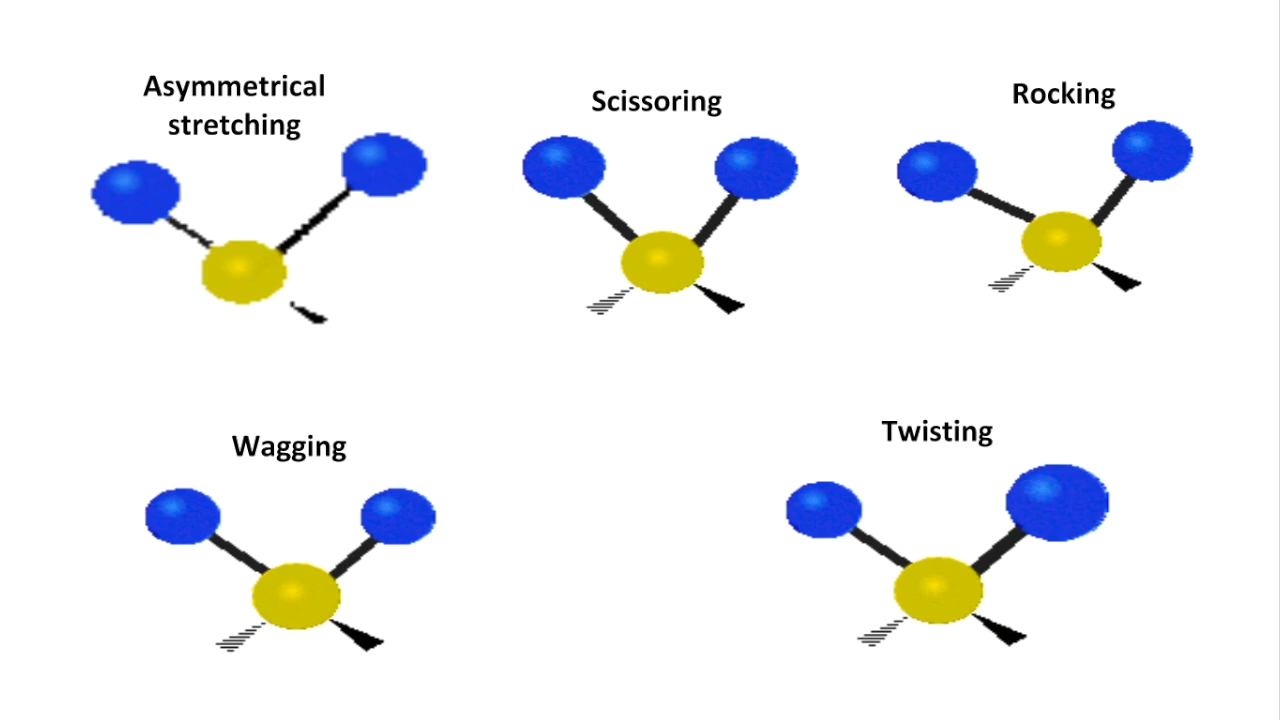 Asymmetrical
stretching
Scissoring
Rocking
Wagging
Twisting